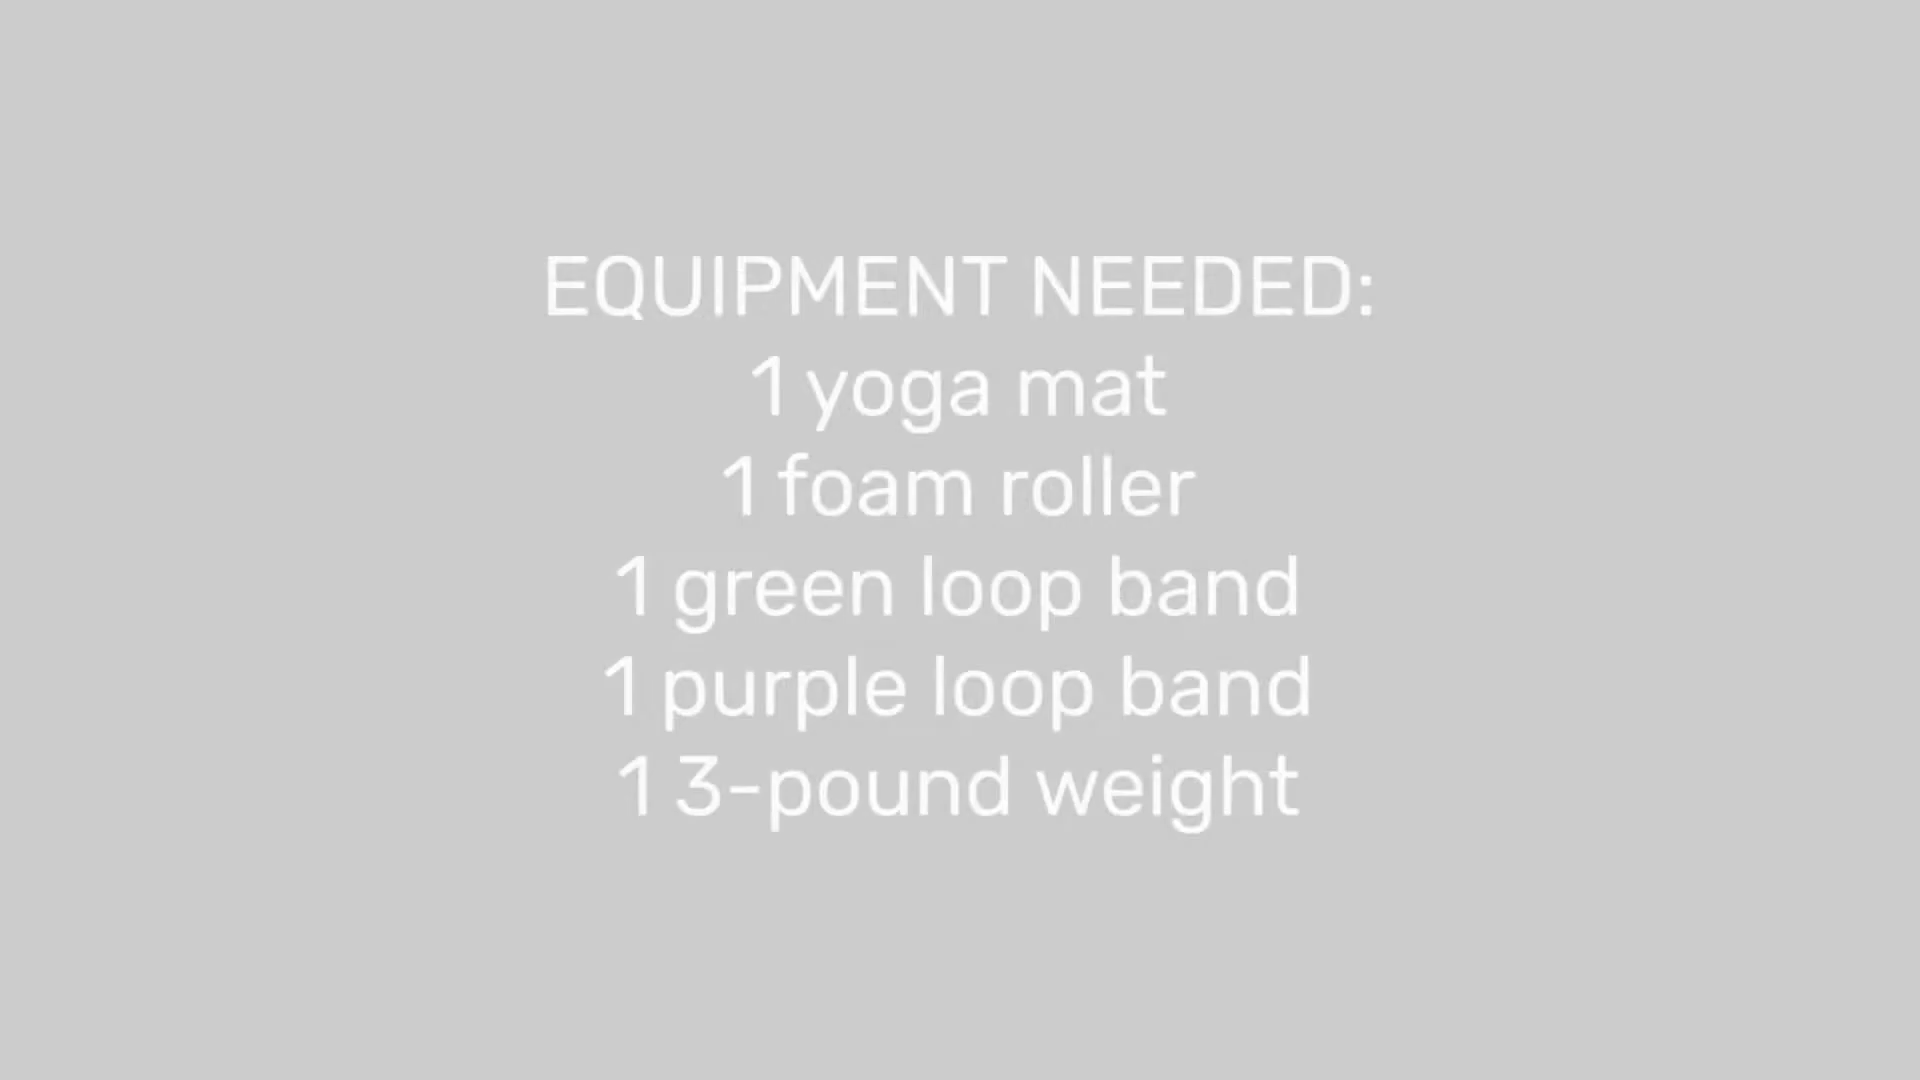 EQUIPMENT NEEDED:
1 yoga mat
1 foam roller
1 green loop band
1 purple loop band
1 3-pound weight